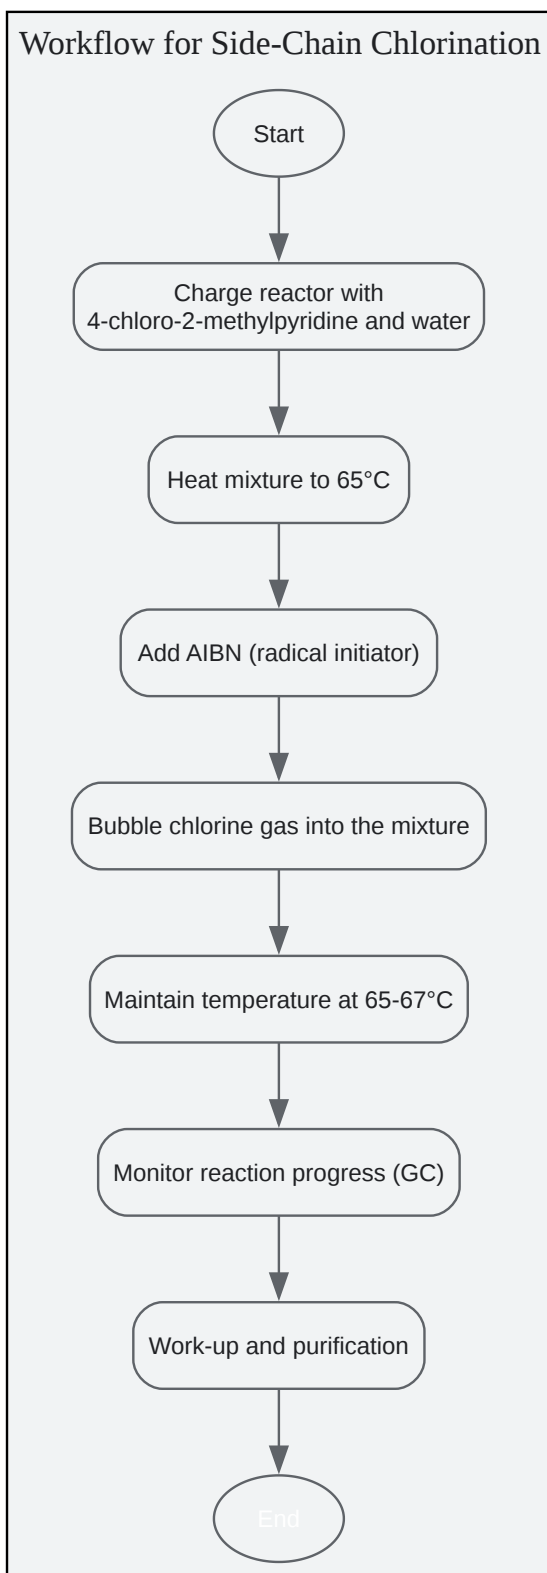 Workflow for Side-Chain Chlorination
Start
Charge reactor with
4-chloro-2-methylpyridine and water
Heat mixture to 65°C
Add AIBN (radical initiator)
Bubble chlorine gas into the mixture
Maintain temperature at 65-67°C
Monitor reaction progress (GC)
Work-up and purification
End